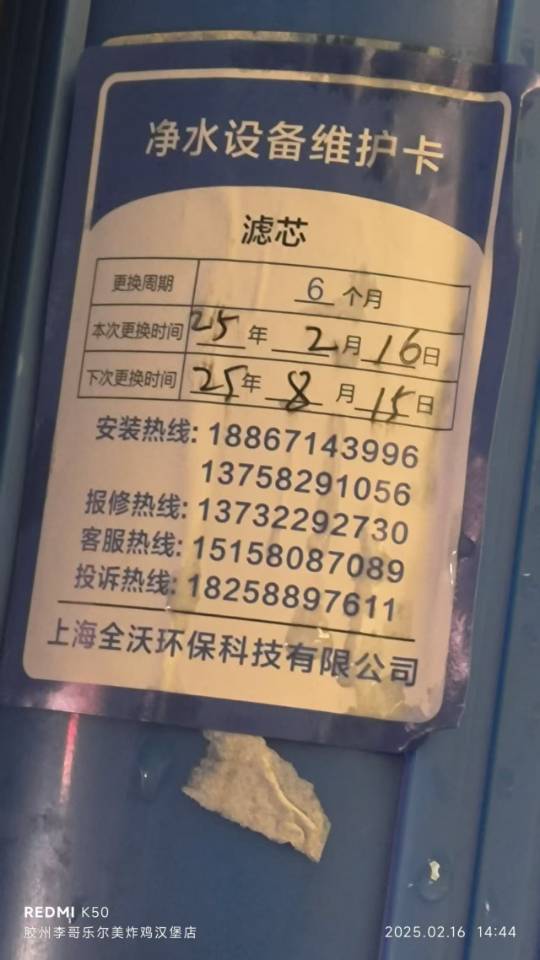 净水设备维护卡
滤芯
更换周期 6 个月
本次更换时间 25 年 2 月 16 日
下次更换时间 25 年 8 月 15 日
安装热线: 18867143996
13758291056
报修热线: 13732292730
客服热线: 15158087089
投诉热线: 18258897611
上海全沃环保科技有限公司
REDMI K50
胶州李哥乐尔美炸鸡汉堡店
2025.02.16 14:44